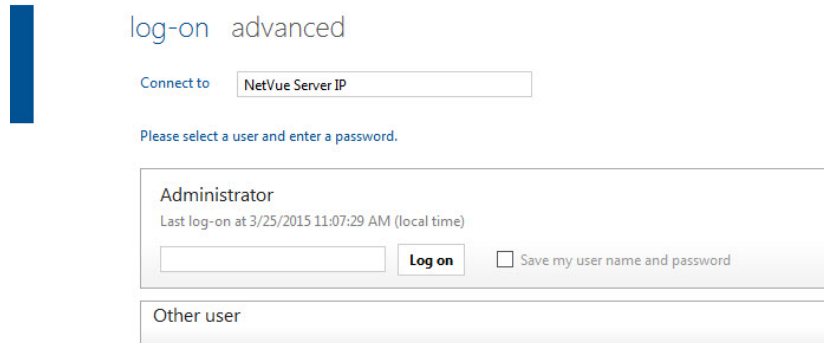 log-on advanced
Connect to NetVue Server IP
Please select a user and enter a password.
Administrator
Last log-on at 3/25/2015 11:07:29 AM (local time)
Log on Save my user name and password
Other user